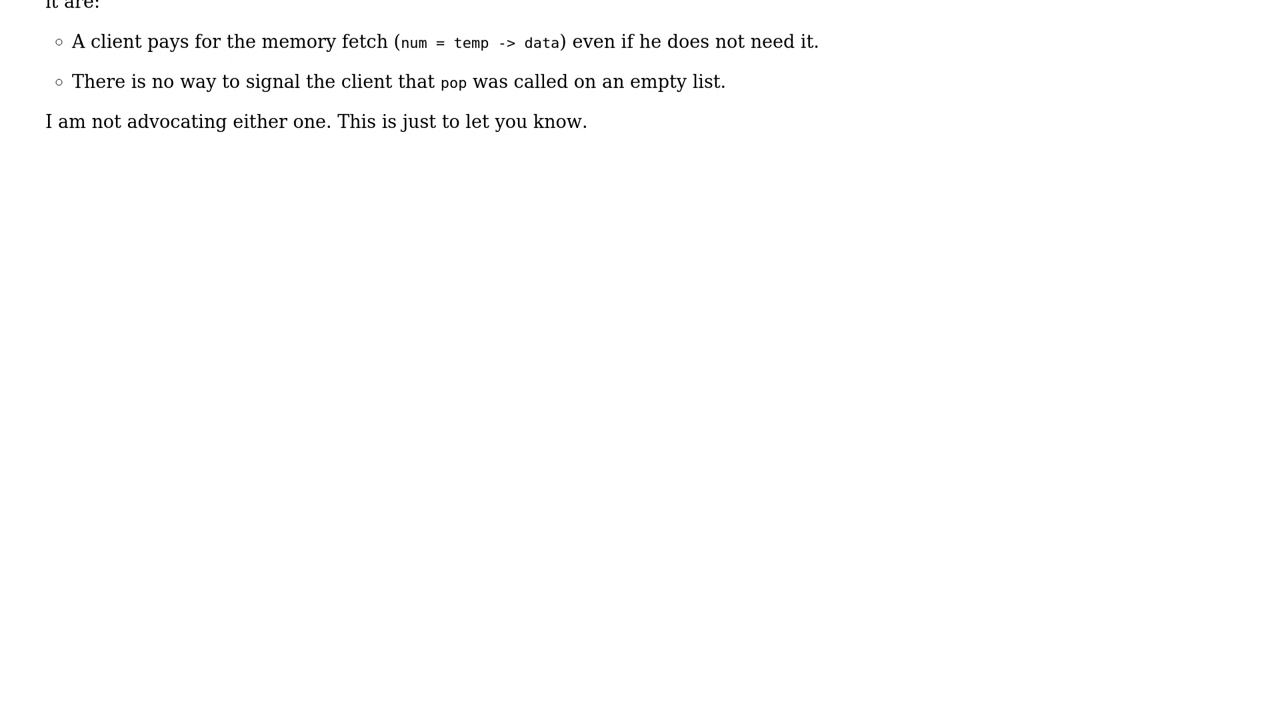 it are:
◦ A client pays for the memory fetch (num = temp -> data) even if he does not need it.
◦ There is no way to signal the client that pop was called on an empty list.
I am not advocating either one. This is just to let you know.